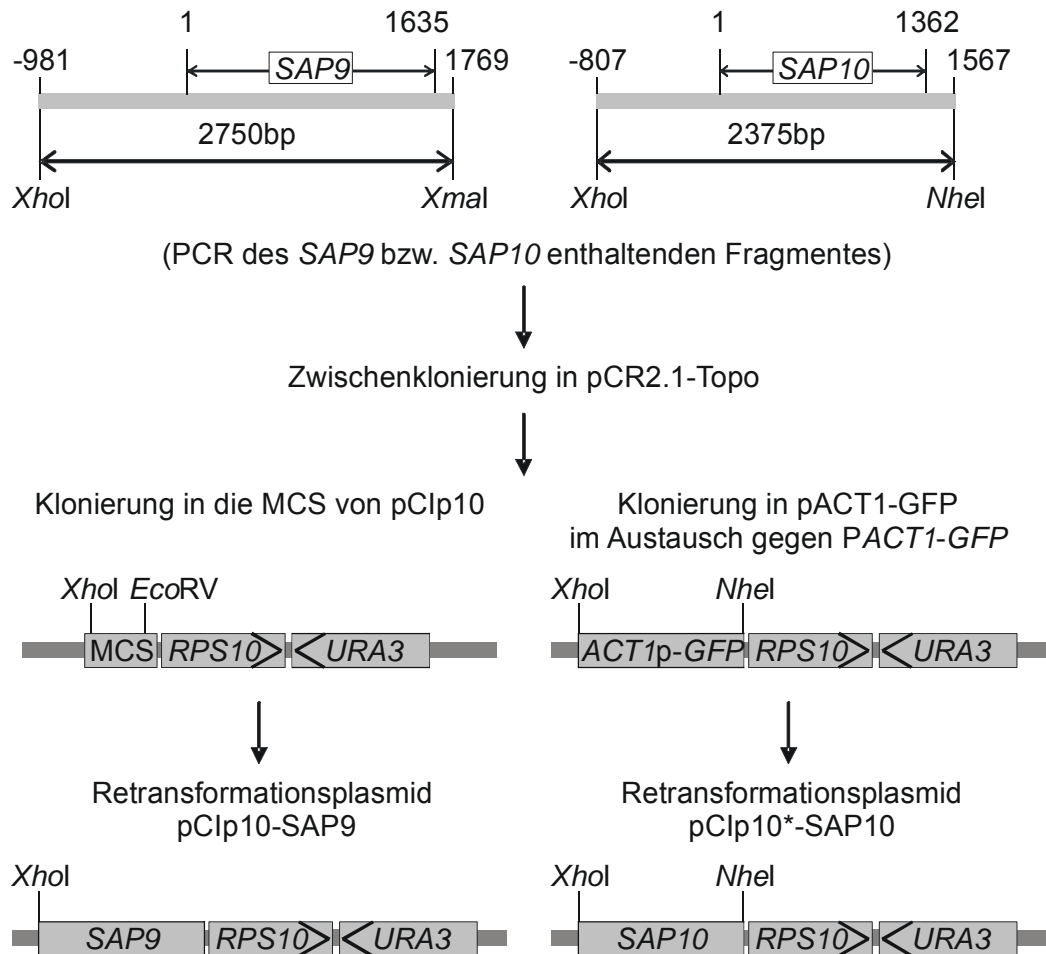 1 1635 1 1362
-981 SAP9 1769 -807 SAP10 1567
2750bp 2375bp
XhoI XmaI XhoI NheI
(PCR des SAP9 bzw. SAP10 enthaltenden Fragmentes)
Zwischenklonierung in pCR2.1-Topo
Klonierung in die MCS von pCIp10
Klonierung in pACT1-GFP
im Austausch gegen PACT1-GFP
XhoI EcoRV
MCS RPS10 URA3
XhoI NheI
ACT1p-GFP RPS10 URA3
Retransformationsplasmid
pCIp10-SAP9
Retransformationsplasmid
pCIp10*-SAP10
XhoI
SAP9 RPS10 URA3
XhoI NheI
SAP10 RPS10 URA3